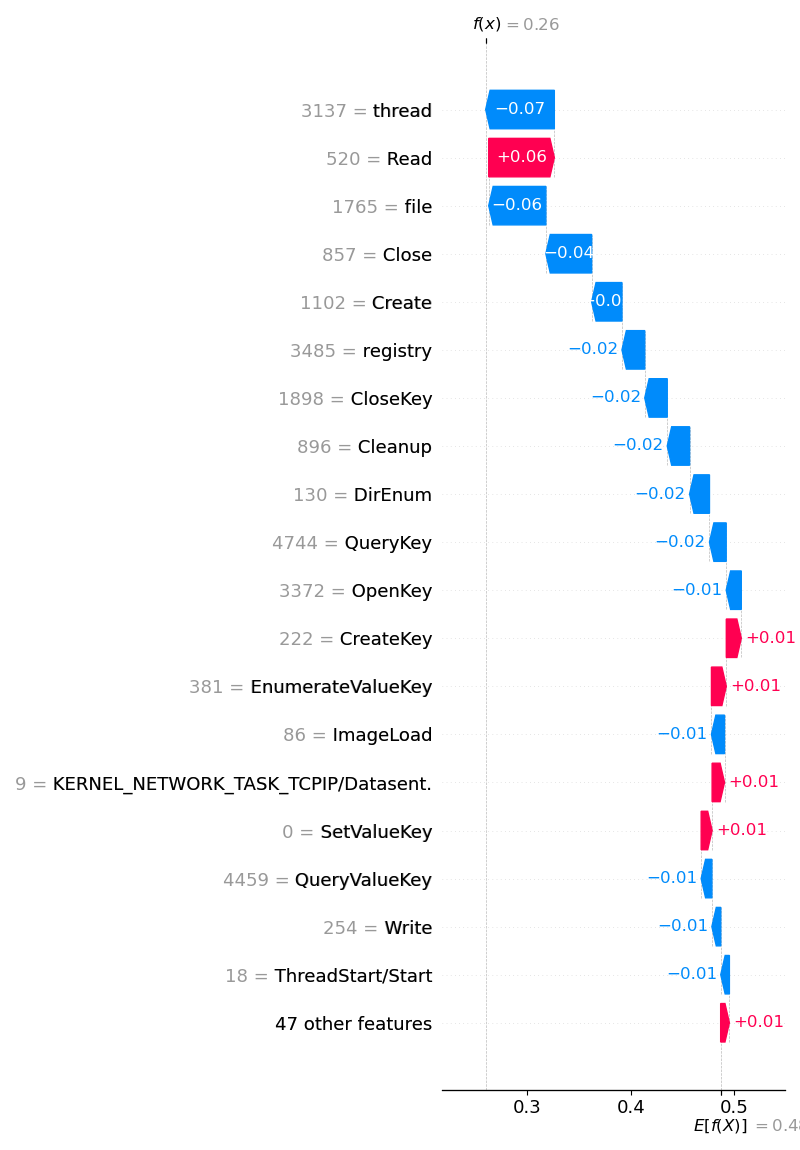 f(x) = 0.26
3137 = thread −0.07
520 = Read +0.06
1765 = file −0.06
857 = Close −0.04
1102 = Create −0.0
3485 = registry −0.02
1898 = CloseKey −0.02
896 = Cleanup −0.02
130 = DirEnum −0.02
4744 = QueryKey −0.02
3372 = OpenKey −0.01
222 = CreateKey +0.01
381 = EnumerateValueKey +0.01
86 = ImageLoad −0.01
9 = KERNEL_NETWORK_TASK_TCPIP/Datasent. +0.01
0 = SetValueKey +0.01
4459 = QueryValueKey −0.01
254 = Write −0.01
18 = ThreadStart/Start −0.01
47 other features +0.01
0.3 0.4 0.5
E[f(X)] = 0.48